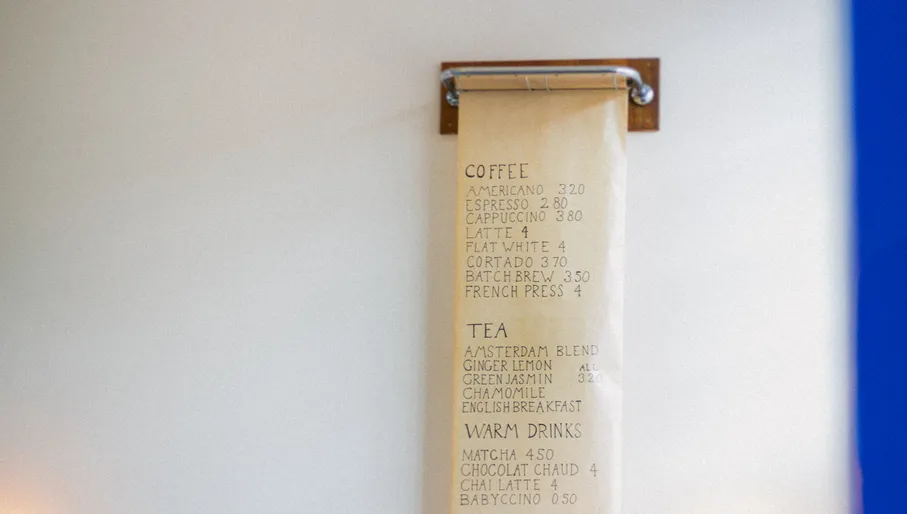 COFFEE
AMERICANO 3.20
ESPRESSO 2.80
CAPPUCCINO 3.80
LATTE 4
FLAT WHITE 4
CORTADO 3.70
BATCH BREW 3.50
FRENCH PRESS 4
TEA
AMSTERDAM BLEND
GINGER LEMON ALL
GREEN JASMIN 3.20
CHAMOMILE
ENGLISH BREAKFAST
WARM DRINKS
MATCHA 4.50
CHOCOLAT CHAUD 4
CHAI LATTE 4
BABYCCINO 0.50